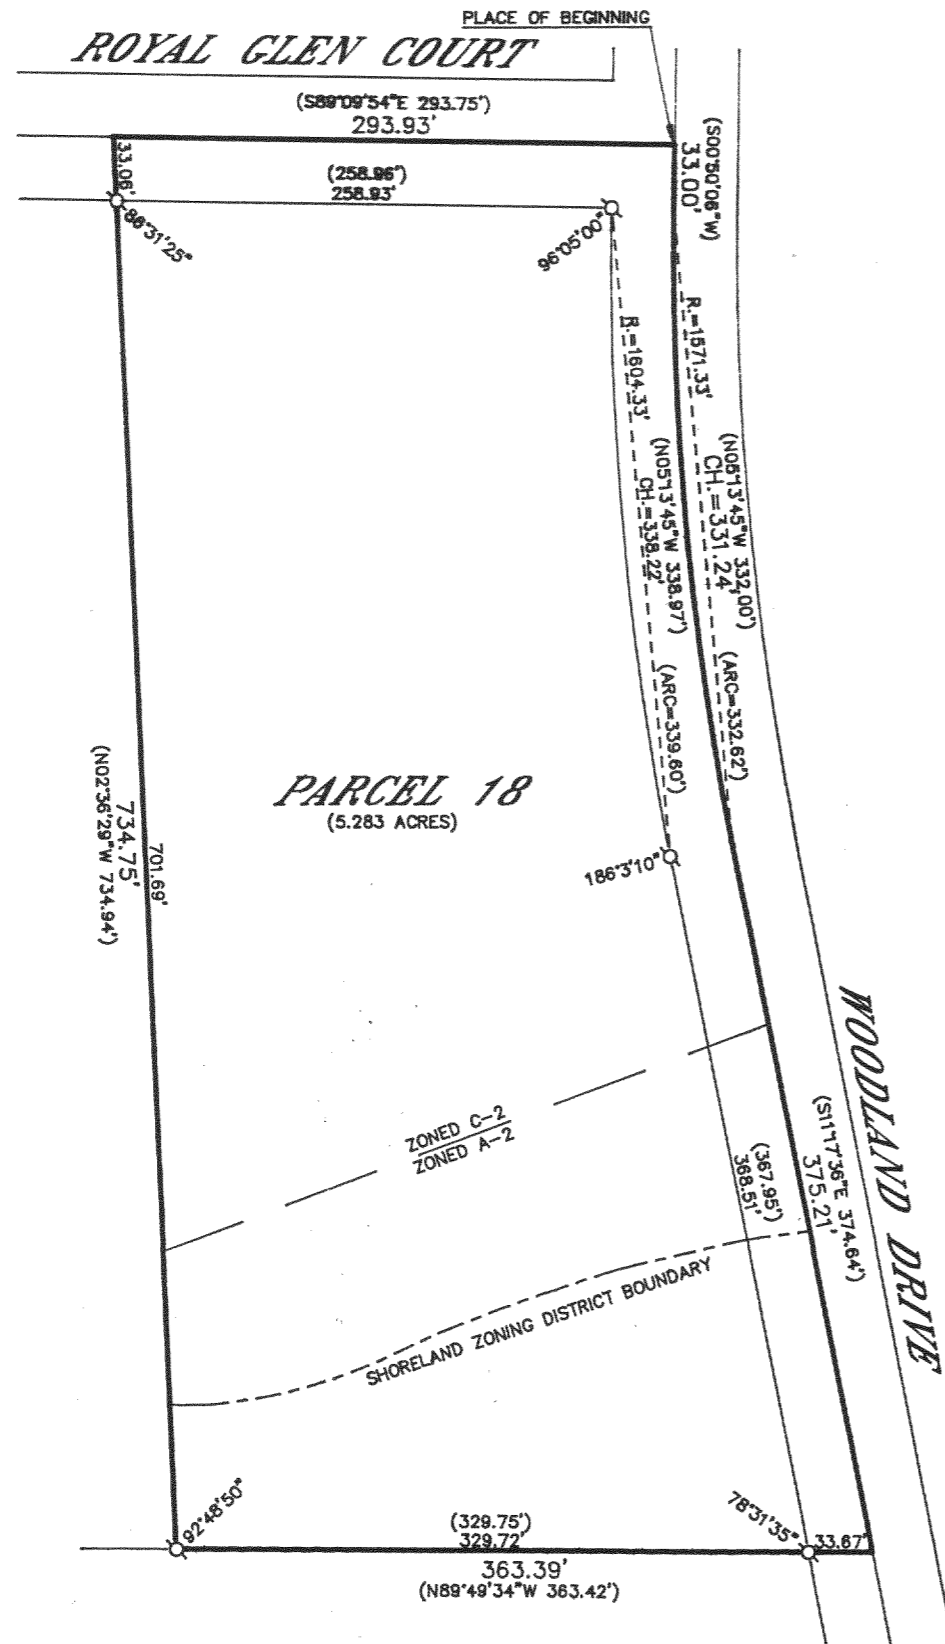 PLACE OF BEGINNING
ROYAL GLEN COURT
(S89°09'54"E 293.75')
293.93'
(S00°50'06"W)
33.00'
33.06'
(258.96')
258.93'
86°31'25"
96°05'00"
R.=1604.33'
(N05°13'45"W 338.97')
CH.=338.22'
(ARC=339.60')
R.=1571.33'
(N05°13'45"W 332.00')
CH.=331.24'
(ARC=332.62')
PARCEL 18
(5.283 ACRES)
701.69'
734.75'
(N02°36'29"W 734.94')
186°3'10"
WOODLAND DRIVE
ZONED C-2
ZONED A-2
(S11°17'36"E 374.64')
375.21'
(367.95')
368.51'
SHORELAND ZONING DISTRICT BOUNDARY
92°48'50"
78°31'35"
(329.75')
329.72
33.67'
363.39'
(N89°49'34"W 363.42')